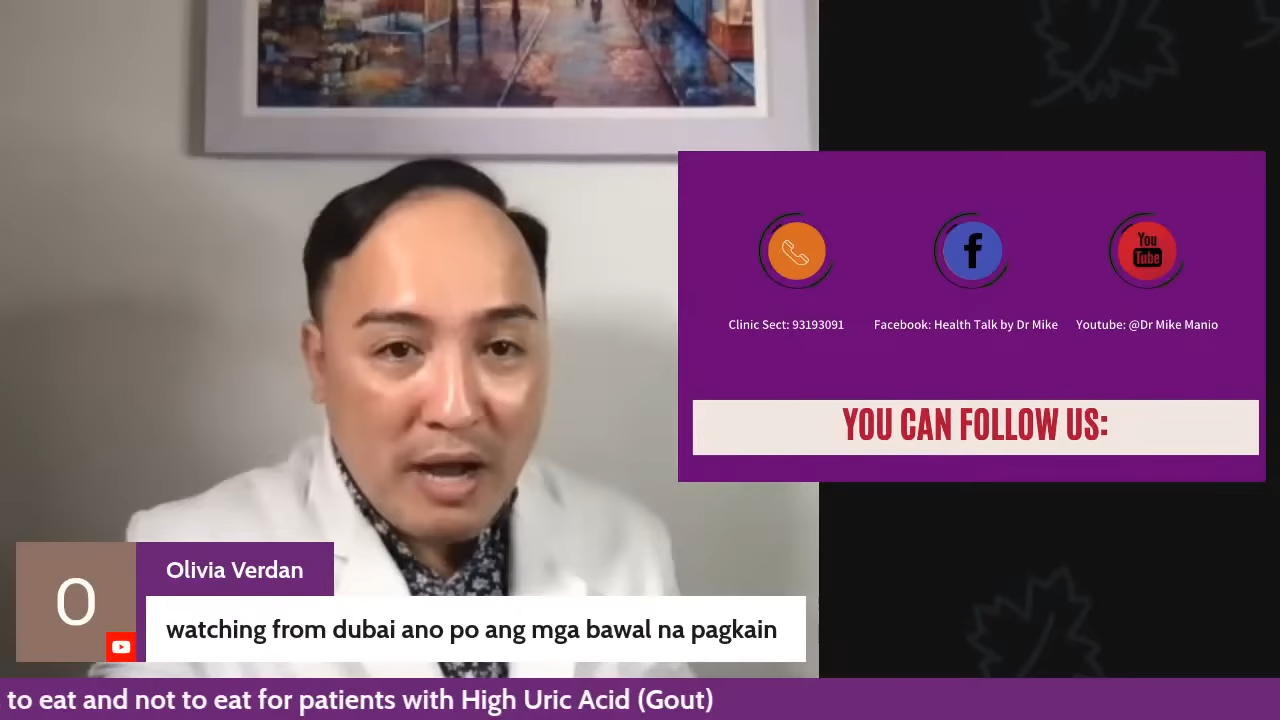 You
Tube
Clinic Sect: 93193091
Facebook: Health Talk by Dr Mike
Youtube: @Dr Mike Manio
YOU CAN FOLLOW US:
O
Olivia Verdan
watching from dubai ano po ang mga bawal na pagkain
to eat and not to eat for patients with High Uric Acid (Gout)